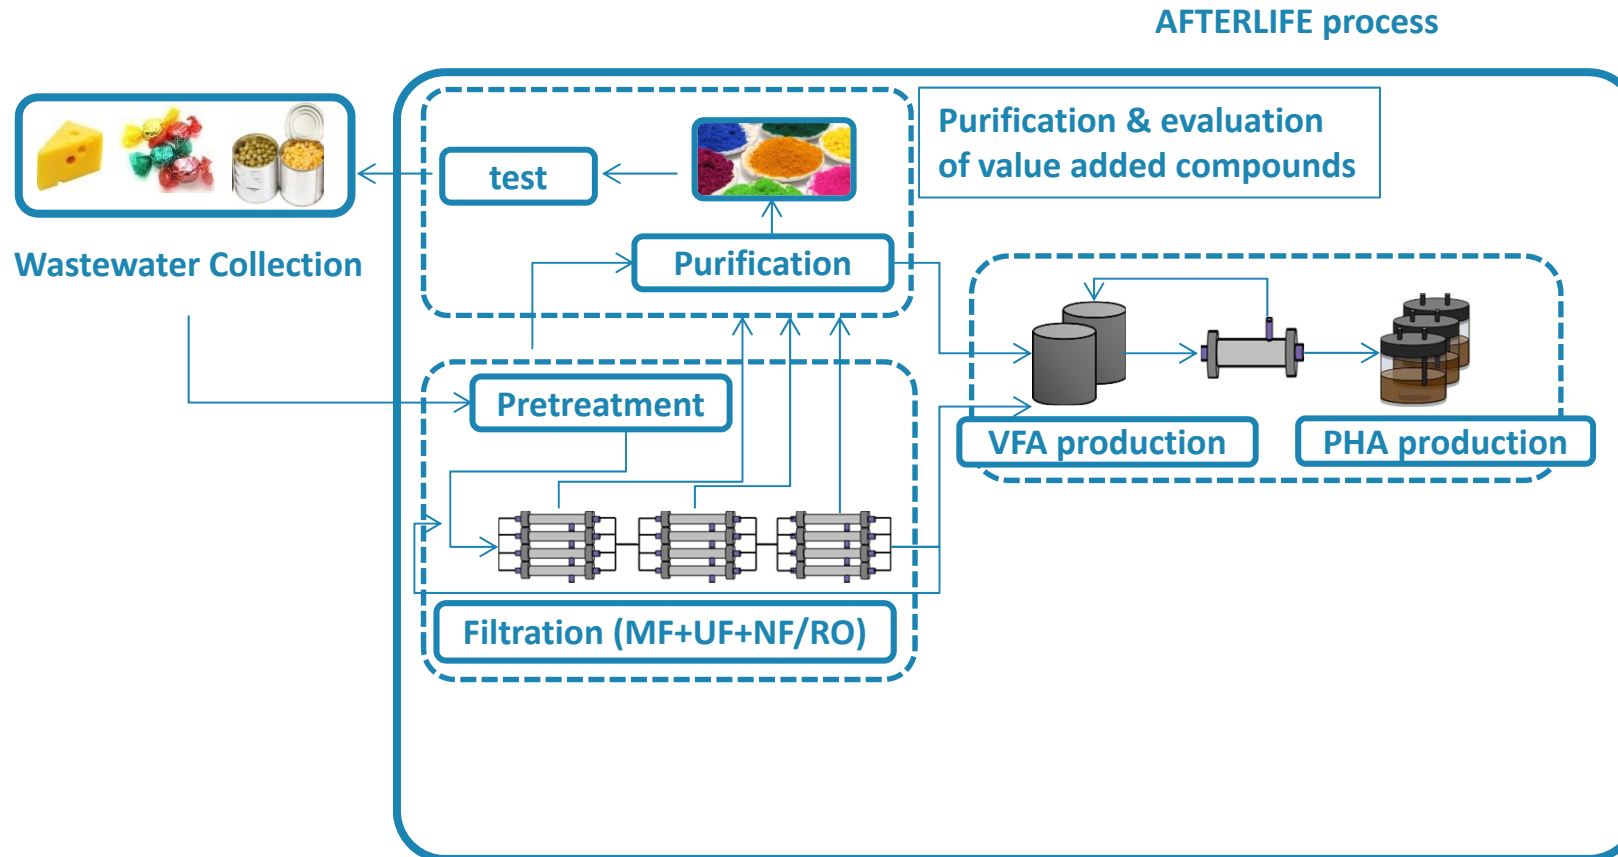 AFTERLIFE process
Purification & evaluation
of value added compounds
test
Wastewater Collection
Purification
Pretreatment
VFA production
PHA production
Filtration (MF+UF+NF/RO)